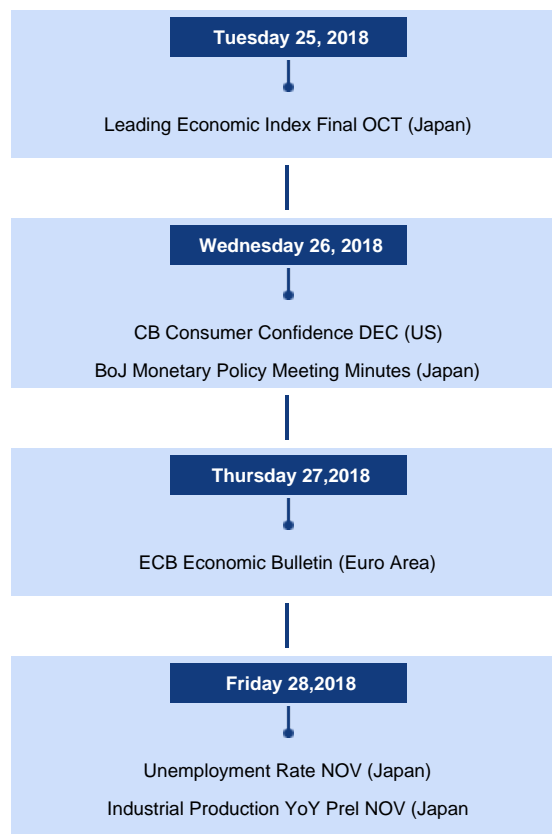 Tuesday 25, 2018
Leading Economic Index Final OCT (Japan)
Wednesday 26, 2018
CB Consumer Confidence DEC (US)
BoJ Monetary Policy Meeting Minutes (Japan)
Thursday 27,2018
ECB Economic Bulletin (Euro Area)
Friday 28,2018
Unemployment Rate NOV (Japan)
Industrial Production YoY Prel NOV (Japan